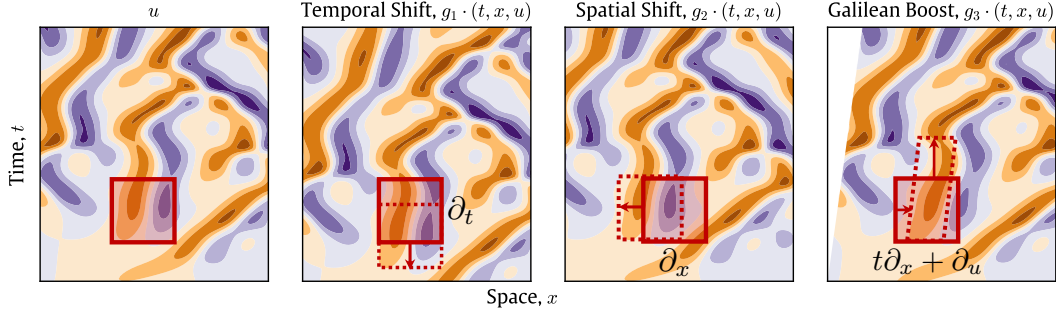 u
Temporal Shift, g₁ · (t, x, u)
Spatial Shift, g₂ · (t, x, u)
Galilean Boost, g₃ · (t, x, u)
Time, t
∂ₜ
∂ₓ
t∂ₓ + ∂ᵤ
Space, x